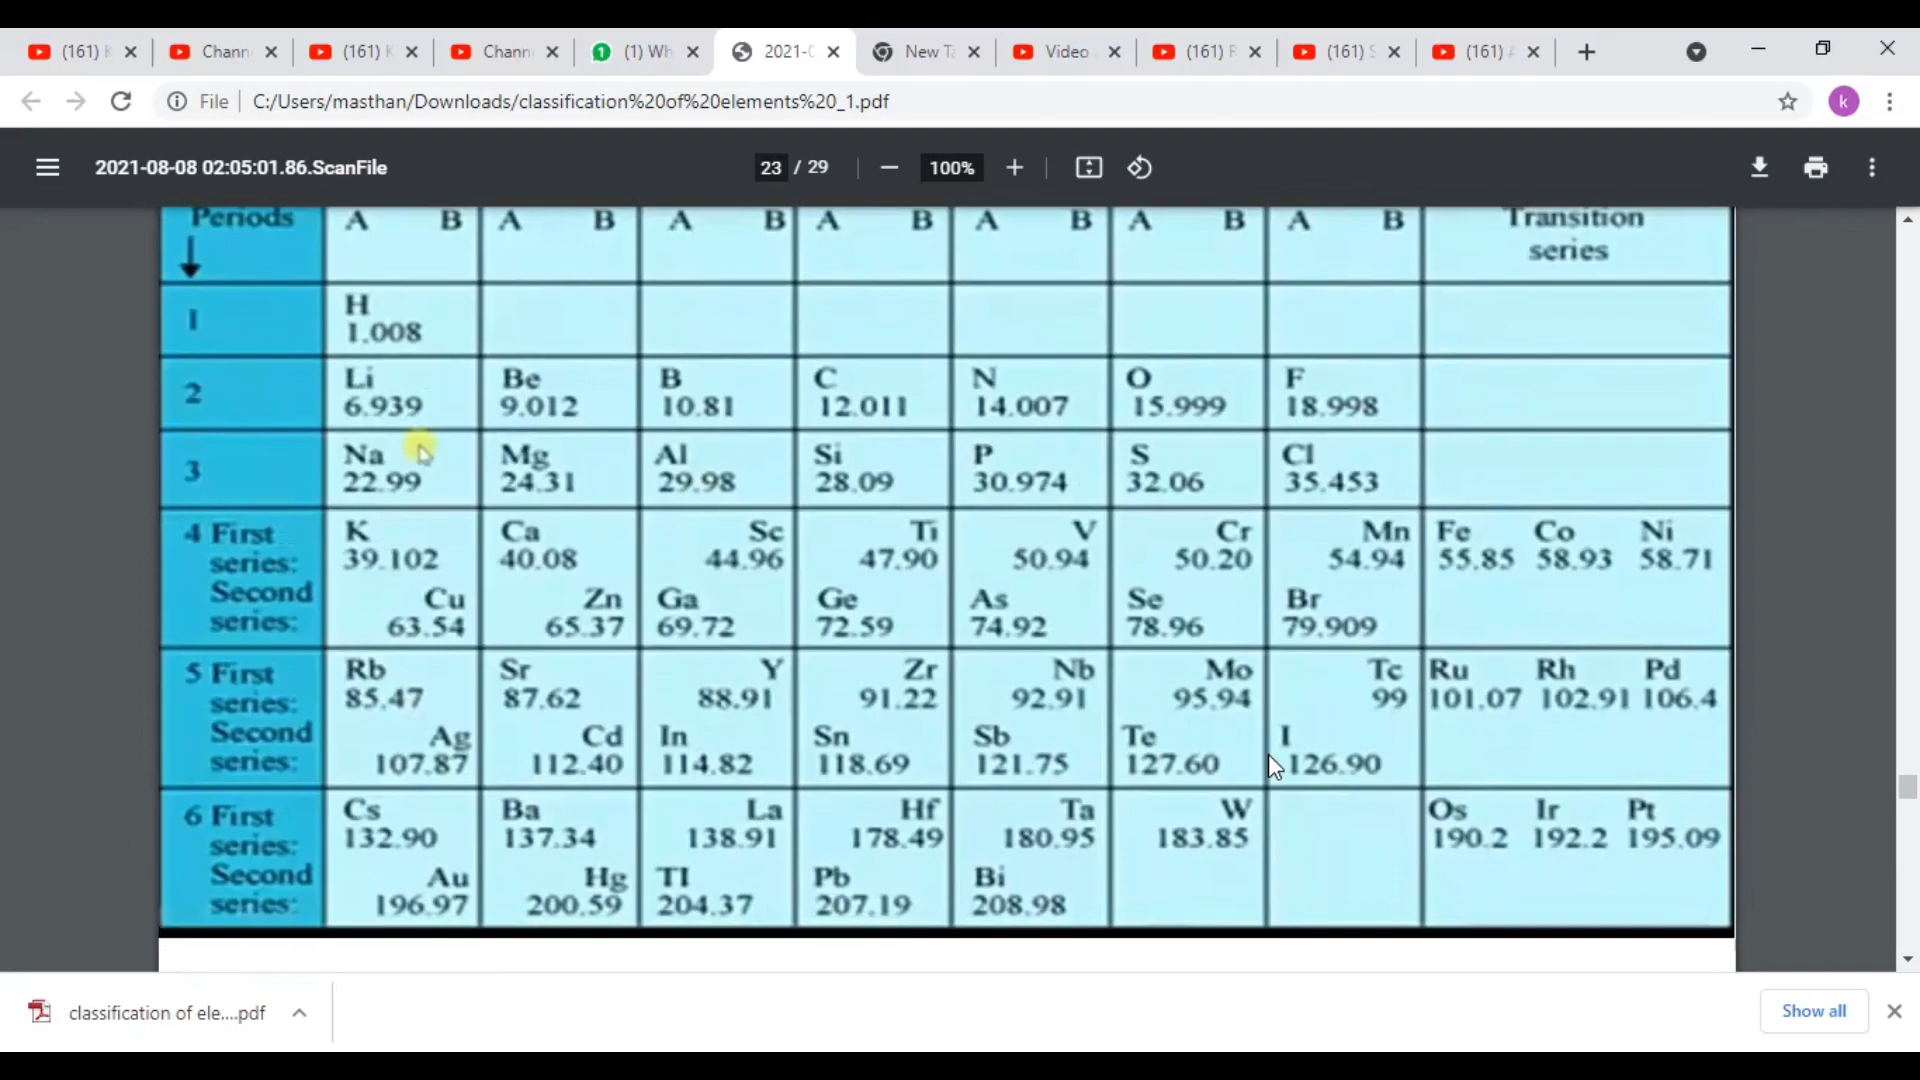 (161) K
Chann
(161) K
Chann
1
(1) Wh
2021-0
New Ta
Video
(161) F
(161) S
(161) A
File
C:/Users/masthan/Downloads/classification%20of%20elements%20_1.pdf
k
2021-08-08 02:05:01.86.ScanFile
23 / 29
100%
Periods A B A B A B A B A B A B A B Transition
series
1 H
1.008
2 Li Be B C N O F
6.939 9.012 10.81 12.011 14.007 15.999 18.998
3 Na Mg Al Si P S Cl
22.99 24.31 29.98 28.09 30.974 32.06 35.453
4 First K Ca Sc Ti V Cr Mn Fe Co Ni
series: 39.102 40.08 44.96 47.90 50.94 50.20 54.94 55.85 58.93 58.71
Second Cu Zn Ga Ge As Se Br
series: 63.54 65.37 69.72 72.59 74.92 78.96 79.909
5 First Rb Sr Y Zr Nb Mo Tc Ru Rh Pd
series: 85.47 87.62 88.91 91.22 92.91 95.94 99 101.07 102.91 106.4
Second Ag Cd In Sn Sb Te I
series: 107.87 112.40 114.82 118.69 121.75 127.60 126.90
6 First Cs Ba La Hf Ta W Os Ir Pt
series: 132.90 137.34 138.91 178.49 180.95 183.85 190.2 192.2 195.09
Second Au Hg Tl Pb Bi
series: 196.97 200.59 204.37 207.19 208.98
classification of ele....pdf
Show all